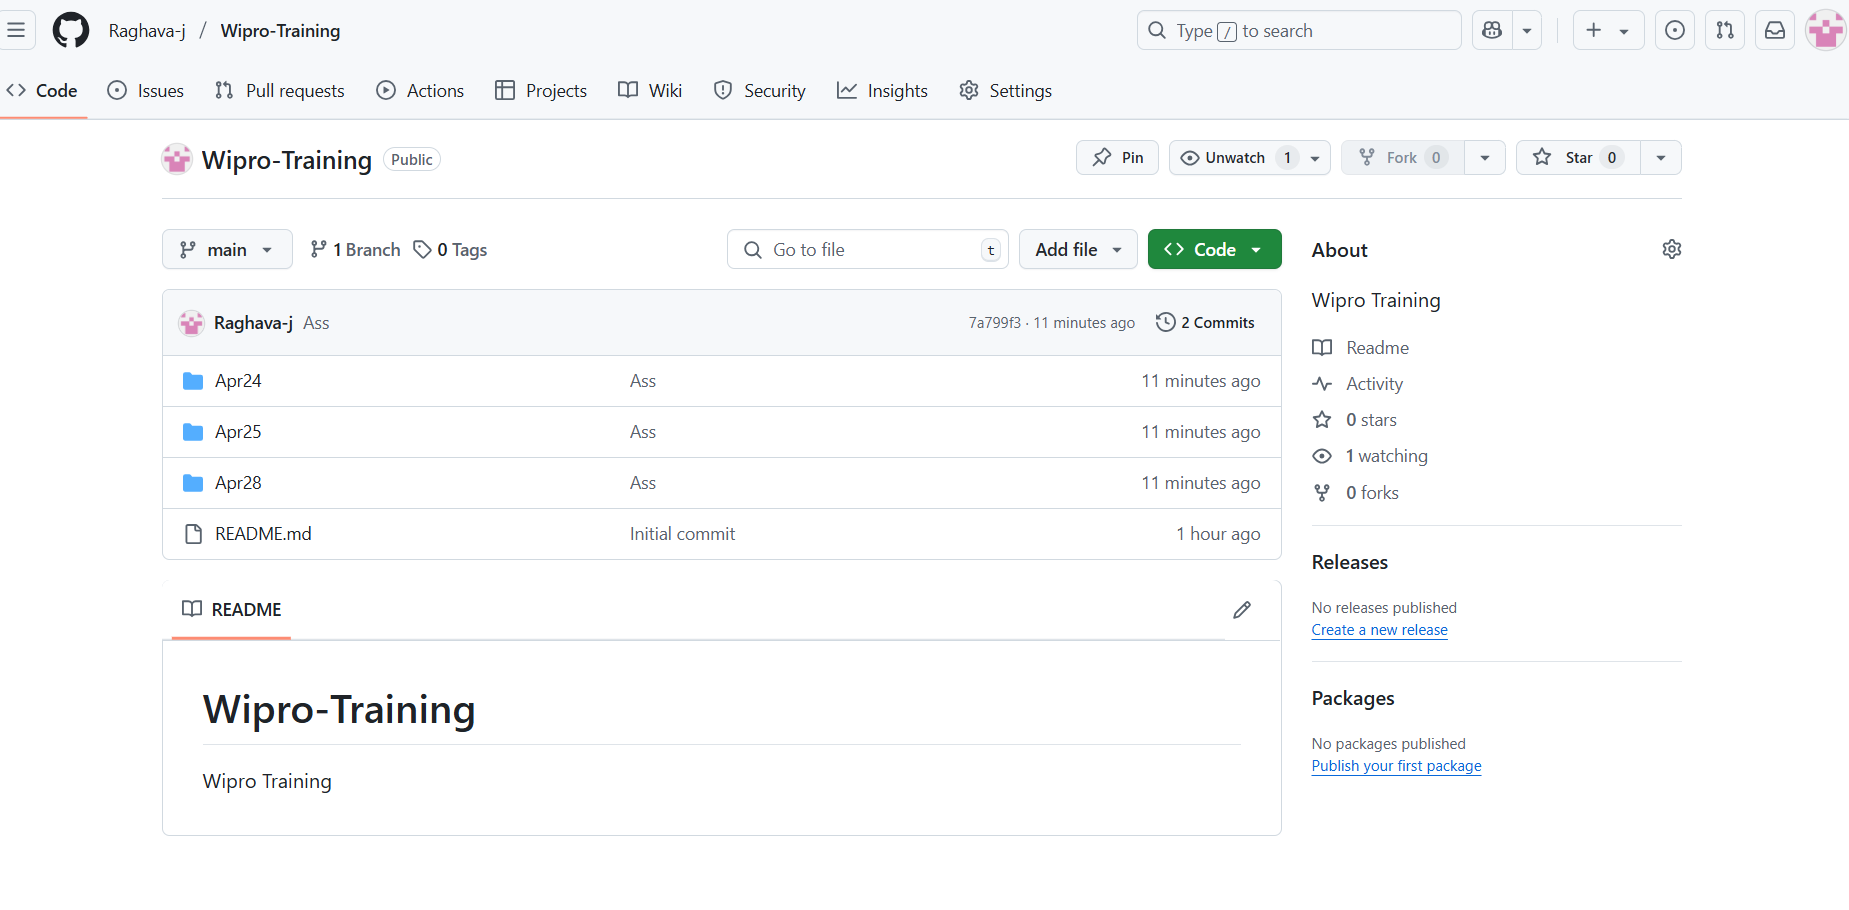 Raghava-j / Wipro-Training
Type / to search
Code Issues Pull requests Actions Projects Wiki Security Insights Settings
Wipro-Training Public
Pin Unwatch 1 Fork 0 Star 0
main 1 Branch 0 Tags
Go to file t
Add file
Code
Raghava-j Ass 7a799f3 · 11 minutes ago 2 Commits
Apr24 Ass 11 minutes ago
Apr25 Ass 11 minutes ago
Apr28 Ass 11 minutes ago
README.md Initial commit 1 hour ago
README
Wipro-Training
Wipro Training
About
Wipro Training
Readme
Activity
0 stars
1 watching
0 forks
Releases
No releases published
Create a new release
Packages
No packages published
Publish your first package